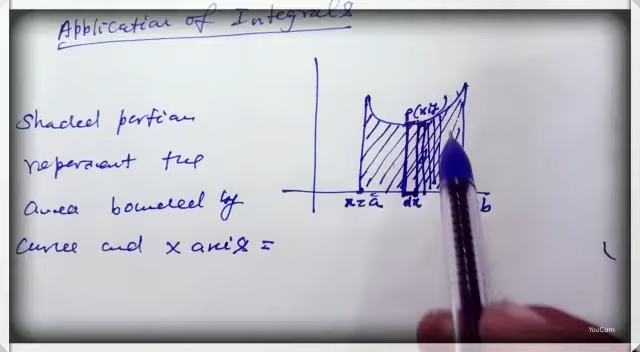 Application of Integrals
Shaded portion
represent the
area bounded by
curve and x axis =
P(x,y)
x=a
dx
b
YouCam